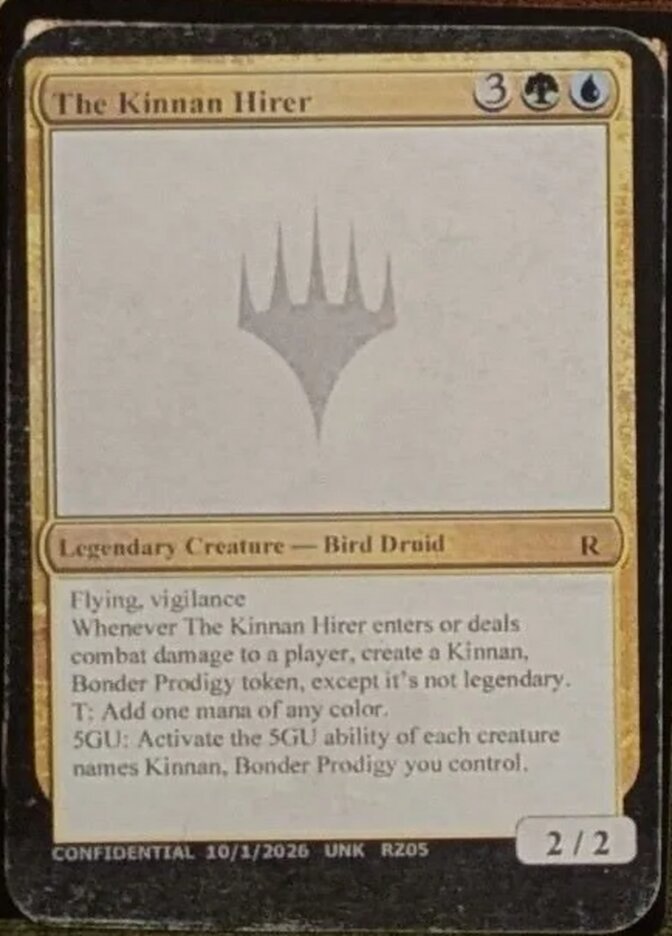 The Kinnan Hirer 3
Legendary Creature — Bird Druid R
Flying, vigilance
Whenever The Kinnan Hirer enters or deals
combat damage to a player, create a Kinnan,
Bonder Prodigy token, except it's not legendary.
T: Add one mana of any color.
5GU: Activate the 5GU ability of each creature
names Kinnan, Bonder Prodigy you control.
2 / 2
CONFIDENTIAL 10/1/2026 UNK RZ05